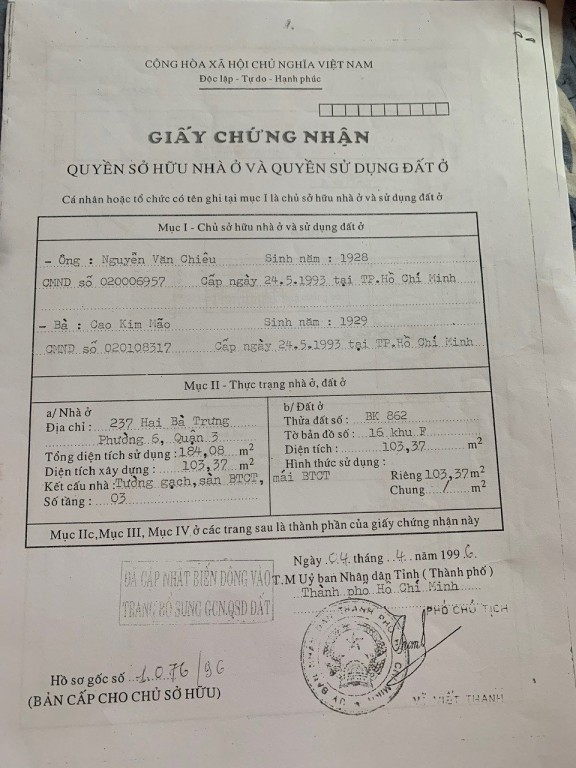 CỘNG HÒA XÃ HỘI CHỦ NGHĨA VIỆT NAM
Độc lập - Tự do - Hạnh phúc
GIẤY CHỨNG NHẬN
QUYỀN SỞ HỮU NHÀ Ở VÀ QUYỀN SỬ DỤNG ĐẤT Ở
Cá nhân hoặc tổ chức có tên ghi tại mục I là chủ sở hữu nhà ở và sử dụng đất ở
Mục I - Chủ sở hữu nhà ở và sử dụng đất ở
- Ông : Nguyễn Văn Chiêu Sinh năm : 1928
CMND số 020006957 Cấp ngày 24.5.1993 tại TP.Hồ Chí Minh
- Bà : Cao Kim Mão Sinh năm : 1929
CMND số 020108317 Cấp ngày 24.5.1993 tại TP.Hồ Chí Minh
Mục II - Thực trạng nhà ở, đất ở
a/ Nhà ở
Địa chỉ : 237 Hai Bà Trưng
Phường 6, Quận 3
Tổng diện tích sử dụng : 184,08 m²
Diện tích xây dựng : 103,37 m²
Kết cấu nhà : Tường gạch, sàn BTCT, mái BTCT
Số tầng : 03
b/ Đất ở
Thửa đất số : BK 862
Tờ bản đồ số : 16 khu F
Diện tích : 103,37 m²
Hình thức sử dụng :
Riêng 103,37 m²
Chung / m²
Mục IIc, Mục III, Mục IV ở các trang sau là thành phần của giấy chứng nhận này
Ngày 04 tháng 4 năm 1996
T.M Uỷ ban Nhân dân Tỉnh ( Thành phố )
Thành phố Hồ Chí Minh
PHÓ CHỦ TỊCH
ĐÃ CẬP NHẬT BIẾN ĐỘNG VÀO
TRANG BỔ SUNG GCN.QSD ĐẤT
Hồ sơ gốc số 1.076/96
(BẢN CẤP CHO CHỦ SỞ HỮU)
VIẾT THANH